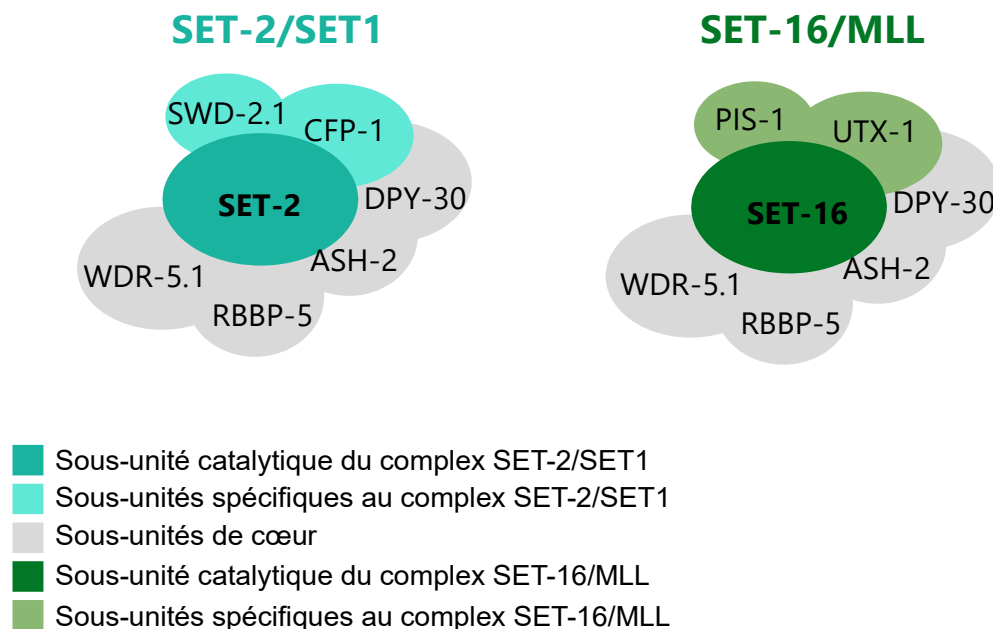 SET-2/SET1
SWD-2.1
CFP-1
SET-2
DPY-30
WDR-5.1
ASH-2
RBBP-5
SET-16/MLL
PIS-1
UTX-1
SET-16
DPY-30
WDR-5.1
ASH-2
RBBP-5
Sous-unité catalytique du complex SET-2/SET1
Sous-unités spécifiques au complex SET-2/SET1
Sous-unités de cœur
Sous-unité catalytique du complex SET-16/MLL
Sous-unités spécifiques au complex SET-16/MLL